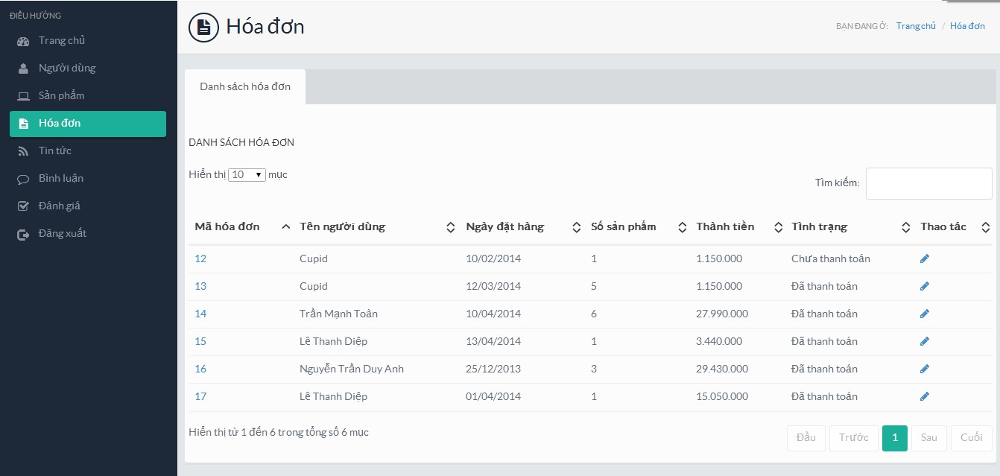 ĐIỀU HƯỚNG
Trang chủ
Người dùng
Sản phẩm
Hóa đơn
Tin tức
Bình luận
Đánh giá
Đăng xuất
Hóa đơn
BẠN ĐANG Ở: Trang chủ / Hóa đơn
Danh sách hóa đơn
DANH SÁCH HÓA ĐƠN
Hiển thị 10 mục
Tìm kiếm:
Mã hóa đơn Tên người dùng Ngày đặt hàng Số sản phẩm Thành tiền Tình trạng Thao tác
12 Cupid 10/02/2014 1 1.150.000 Chưa thanh toán
13 Cupid 12/03/2014 5 1.150.000 Đã thanh toán
14 Trần Mạnh Toàn 10/04/2014 6 27.990.000 Đã thanh toán
15 Lê Thanh Diệp 13/04/2014 1 3.440.000 Đã thanh toán
16 Nguyễn Trần Duy Anh 25/12/2013 3 29.430.000 Đã thanh toán
17 Lê Thanh Diệp 01/04/2014 1 15.050.000 Đã thanh toán
Hiển thị từ 1 đến 6 trong tổng số 6 mục
Đầu Trước 1 Sau Cuối